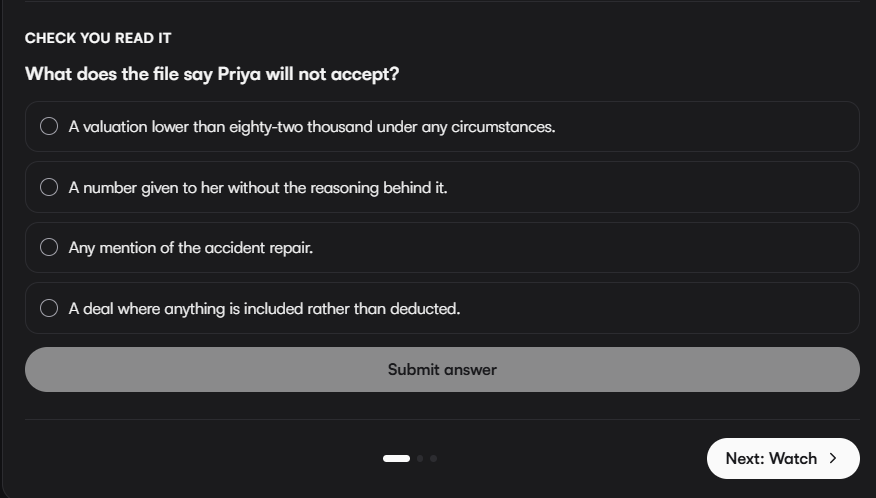 CHECK YOU READ IT
What does the file say Priya will not accept?
A valuation lower than eighty-two thousand under any circumstances.
A number given to her without the reasoning behind it.
Any mention of the accident repair.
A deal where anything is included rather than deducted.
Submit answer
Next: Watch